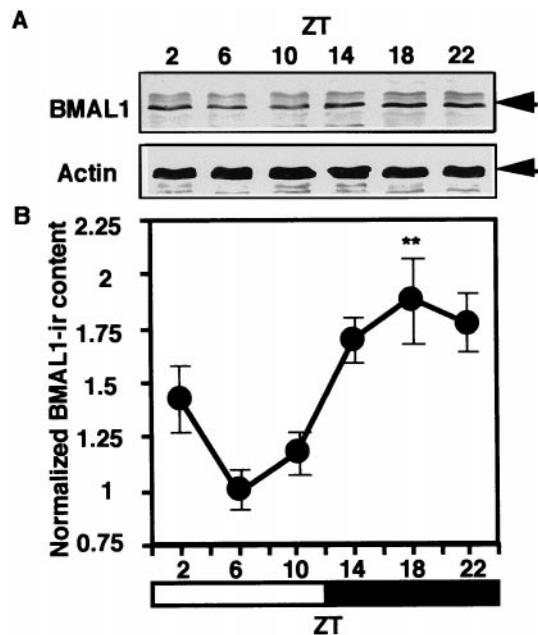 A
ZT
2 6 10 14 18 22
BMAL1
Actin
B
Normalized BMAL1-ir content
2.25
2
1.75
1.5
1.25
1
0.75
**
2 6 10 14 18 22
ZT